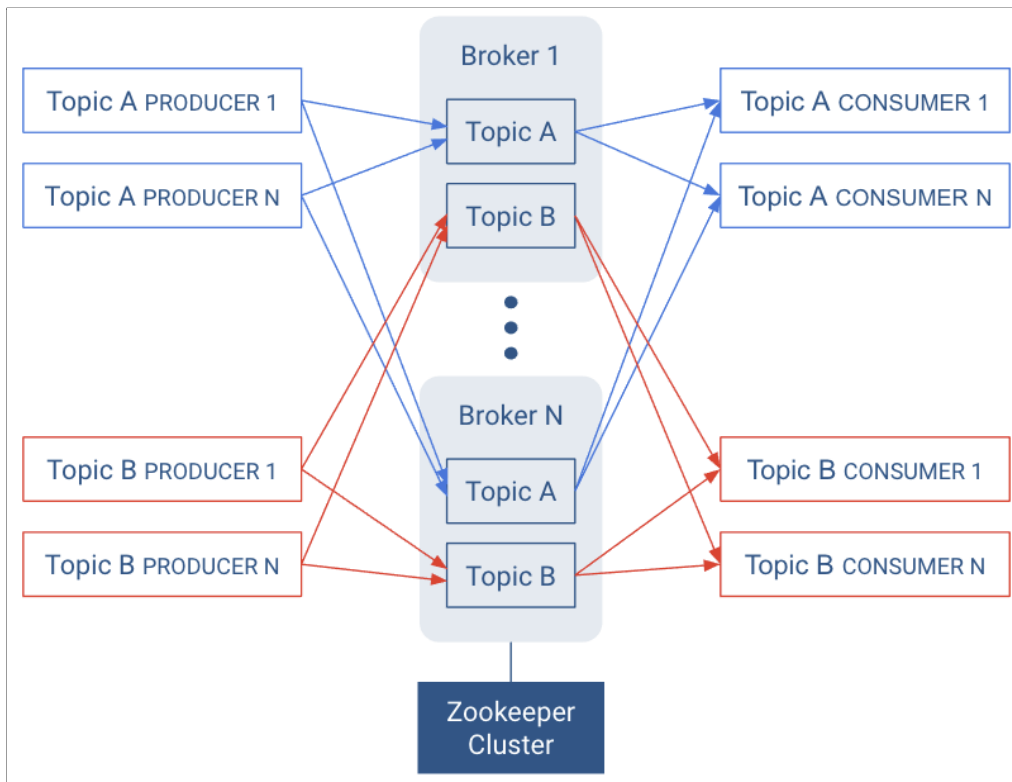 Broker 1
Topic A PRODUCER 1
Topic A
Topic A CONSUMER 1
Topic A PRODUCER N
Topic B
Topic A CONSUMER N
Broker N
Topic B PRODUCER 1
Topic A
Topic B CONSUMER 1
Topic B PRODUCER N
Topic B
Topic B CONSUMER N
Zookeeper
Cluster